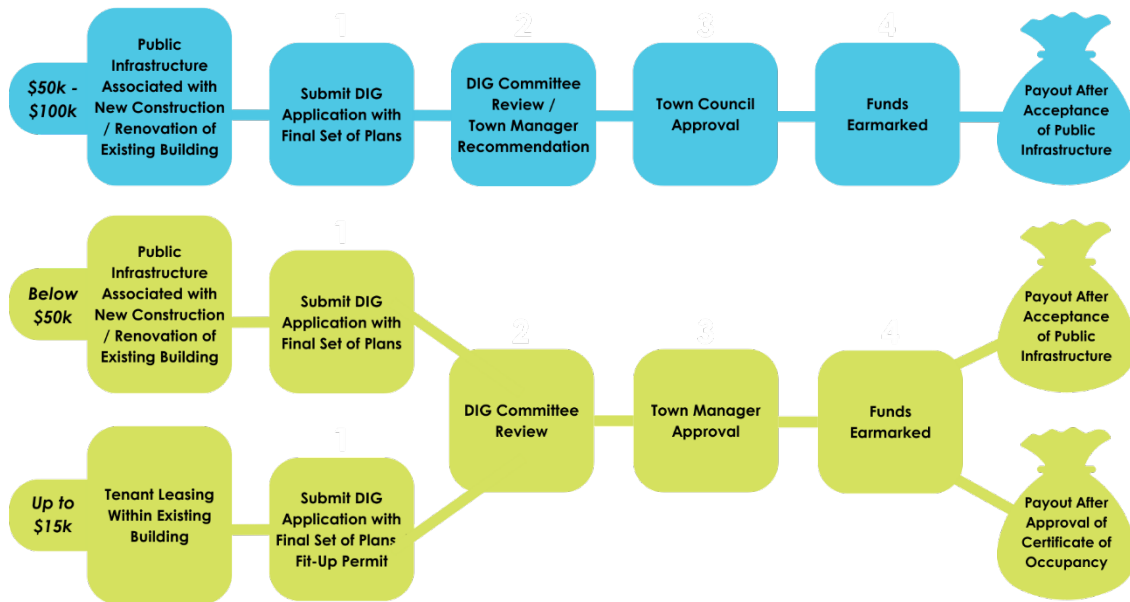 1
2
3
4
$50k -
$100k
Public
Infrastructure
Associated with
New Construction
/ Renovation of
Existing Building
Submit DIG
Application with
Final Set of Plans
DIG Committee
Review /
Town Manager
Recommendation
Town Council
Approval
Funds
Earmarked
Payout After
Acceptance
of Public
Infrastructure
1
Below
$50k
Public
Infrastructure
Associated with
New Construction
/ Renovation of
Existing Building
Submit DIG
Application with
Final Set of Plans
2
3
4
DIG Committee
Review
Town Manager
Approval
Funds
Earmarked
Payout After
Acceptance
of Public
Infrastructure
1
Up to
$15k
Tenant Leasing
Within Existing
Building
Submit DIG
Application with
Final Set of Plans
Fit-Up Permit
Payout After
Approval of
Certificate of
Occupancy